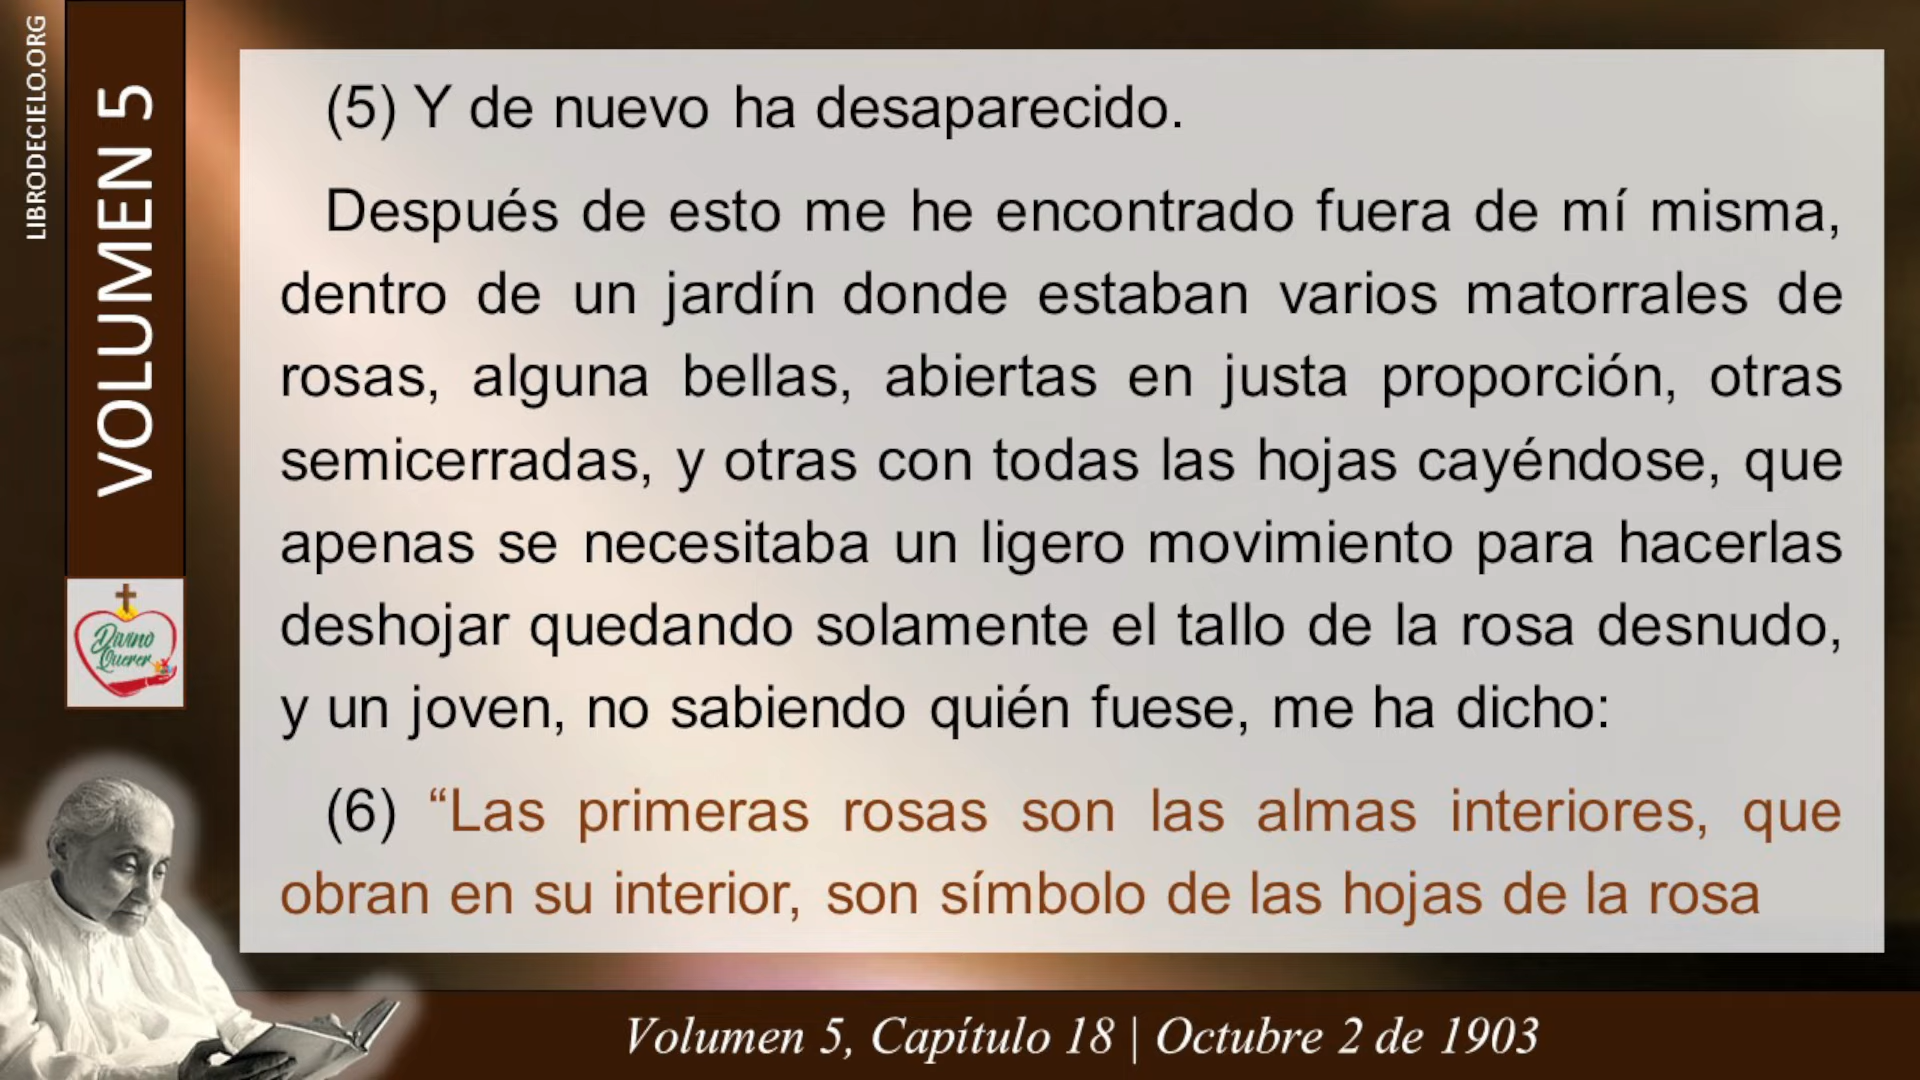 LIBRODECIELO.ORG
VOLUMEN 5
Divino
Querer
(5) Y de nuevo ha desaparecido.
Después de esto me he encontrado fuera de mí misma,
dentro de un jardín donde estaban varios matorrales de
rosas, alguna bellas, abiertas en justa proporción, otras
semicerradas, y otras con todas las hojas cayéndose, que
apenas se necesitaba un ligero movimiento para hacerlas
deshojar quedando solamente el tallo de la rosa desnudo,
y un joven, no sabiendo quién fuese, me ha dicho:
(6) “Las primeras rosas son las almas interiores, que
obran en su interior, son símbolo de las hojas de la rosa
Volumen 5, Capítulo 18 | Octubre 2 de 1903